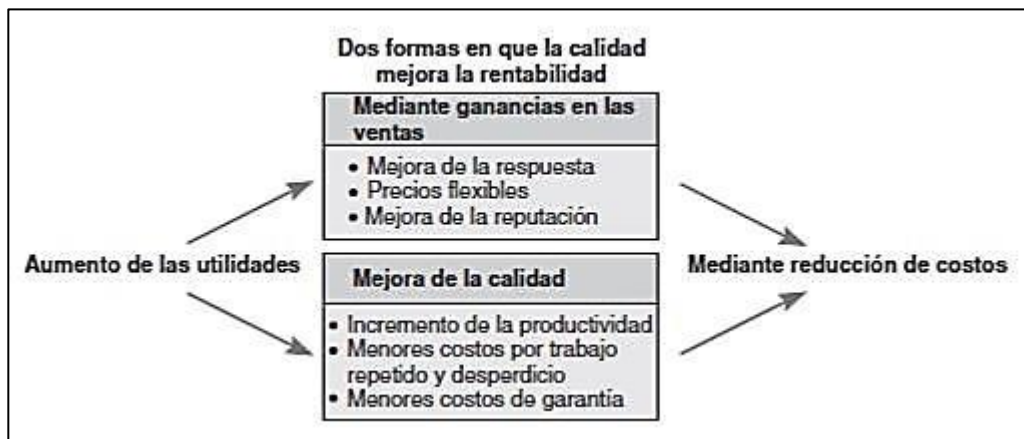 Dos formas en que la calidad
mejora la rentabilidad
Mediante ganancias en las
ventas
• Mejora de la respuesta
• Precios flexibles
• Mejora de la reputación
Aumento de las utilidades
Mejora de la calidad
• Incremento de la productividad
• Menores costos por trabajo
repetido y desperdicio
• Menores costos de garantía
Mediante reducción de costos